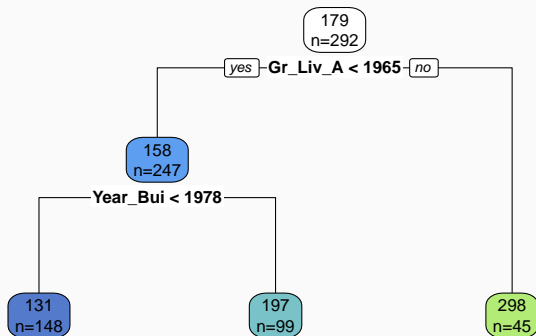 179
n=292
yes Gr_Liv_A < 1965 no
158
n=247
Year_Bui < 1978
131
n=148
197
n=99
298
n=45